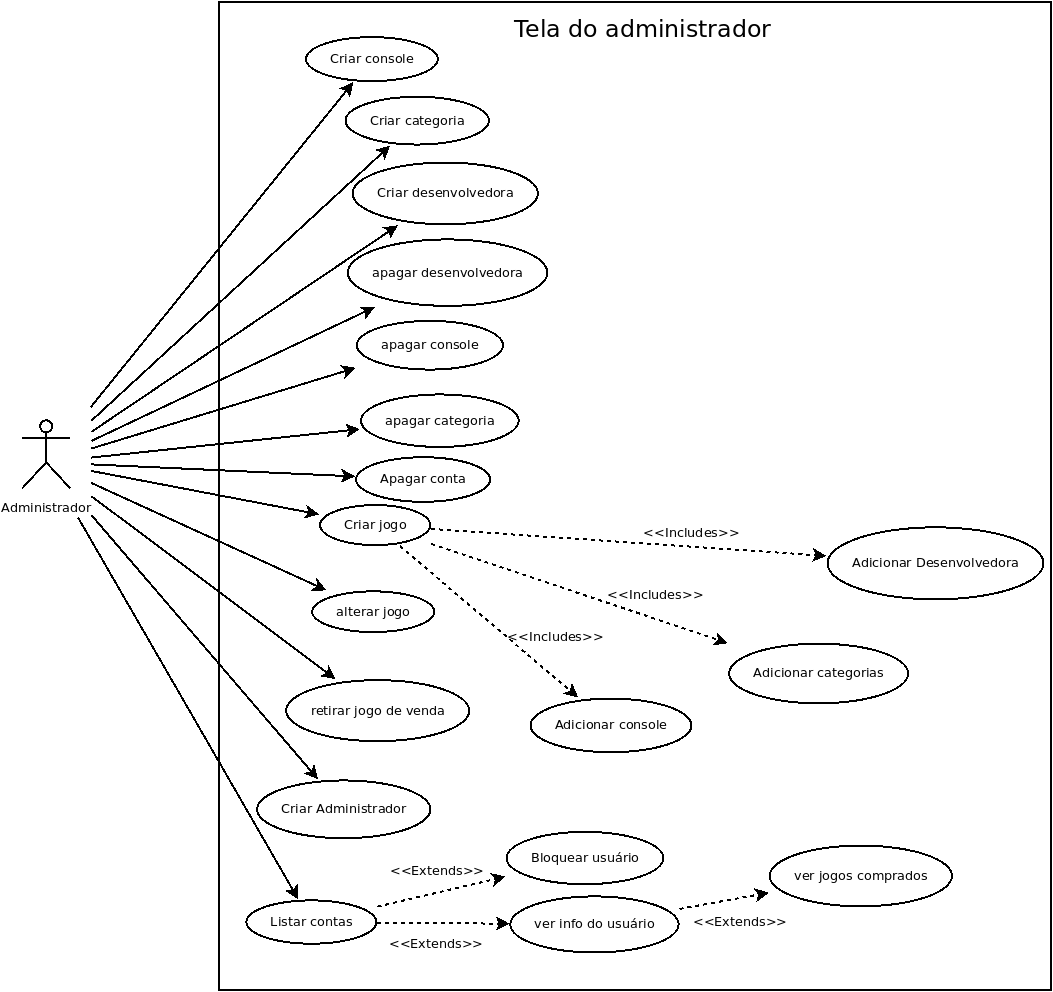 Tela do administrador
Criar console
Criar categoria
Criar desenvolvedora
apagar desenvolvedora
apagar console
apagar categoria
Apagar conta
Administrador
Criar jogo
<<Includes>>
Adicionar Desenvolvedora
<<Includes>>
alterar jogo
<<Includes>>
Adicionar categorias
retirar jogo de venda
Adicionar console
Criar Administrador
Bloquear usuário
<<Extends>>
ver jogos comprados
Listar contas
ver info do usuário
<<Extends>>
<<Extends>>